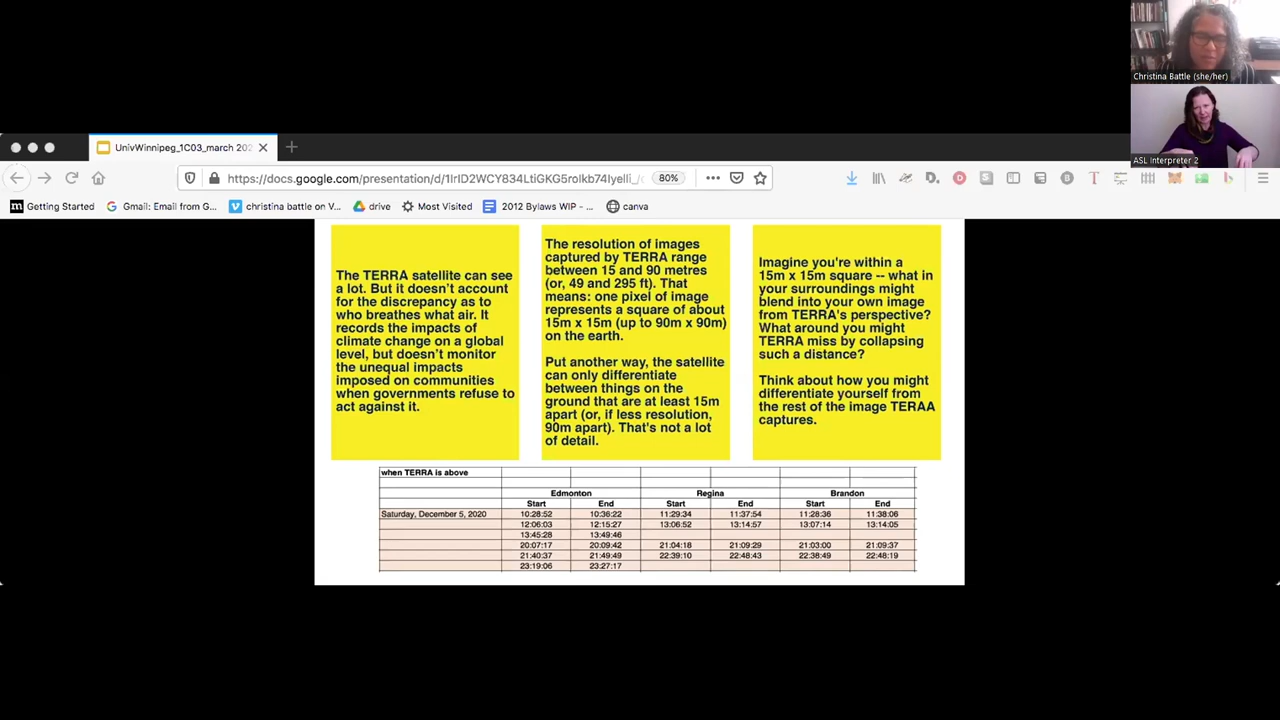 Christina Battle (she/her)
ASL Interpreter 2
UnivWinnipeg_1C03_march 202
80%
Getting Started
Gmail: Email from G...
christina battle on V...
drive
Most Visited
2012 Bylaws WIP - ...
canva
The TERRA satellite can see
a lot. But it doesn't account
for the discrepancy as to
who breathes what air. It
records the impacts of
climate change on a global
level, but doesn't monitor
the unequal impacts
imposed on communities
when governments refuse to
act against it.
The resolution of images
captured by TERRA range
between 15 and 90 metres
(or, 49 and 295 ft). That
means: one pixel of image
represents a square of about
15m x 15m (up to 90m x 90m)
on the earth.
Put another way, the satellite
can only differentiate
between things on the
ground that are at least 15m
apart (or, if less resolution,
90m apart). That's not a lot
of detail.
Imagine you're within a
15m x 15m square -- what in
your surroundings might
blend into your own image
from TERRA's perspective?
What around you might
TERRA miss by collapsing
such a distance?
Think about how you might
differentiate yourself from
the rest of the image TERAA
captures.
when TERRA is above
Edmonton Regina Brandon
Start End Start End Start End
Saturday, December 5, 2020 10:28:52 10:36:22 11:29:34 11:37:54 11:28:36 11:38:06
12:06:03 12:15:27 13:06:52 13:14:57 13:07:14 13:14:05
13:45:28 13:49:46
20:07:17 20:09:42 21:04:18 21:09:29 21:03:00 21:09:37
21:40:37 21:49:49 22:39:10 22:48:43 22:38:49 22:48:19
23:19:06 23:27:17